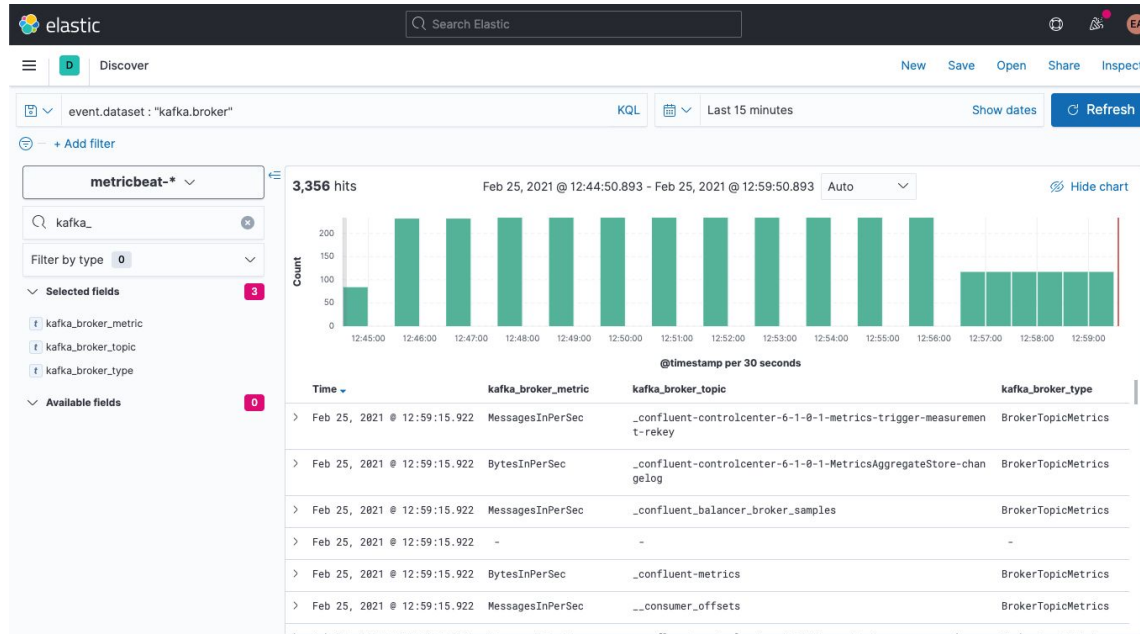 elastic
Search Elastic
EA
D Discover
New Save Open Share Inspect
event.dataset : "kafka.broker"
KQL
Last 15 minutes
Show dates
Refresh
+ Add filter
metricbeat-*
kafka_
Filter by type 0
Selected fields 3
t kafka_broker_metric
t kafka_broker_topic
t kafka_broker_type
Available fields 0
3,356 hits
Feb 25, 2021 @ 12:44:50.893 - Feb 25, 2021 @ 12:59:50.893
Auto
Hide chart
Count
200
150
100
50
0
12:45:00 12:46:00 12:47:00 12:48:00 12:49:00 12:50:00 12:51:00 12:52:00 12:53:00 12:54:00 12:55:00 12:56:00 12:57:00 12:58:00 12:59:00
@timestamp per 30 seconds
Time kafka_broker_metric kafka_broker_topic kafka_broker_type
Feb 25, 2021 @ 12:59:15.922 MessagesInPerSec _confluent-controlcenter-6-1-0-1-metrics-trigger-measuremen BrokerTopicMetrics
t-rekey
Feb 25, 2021 @ 12:59:15.922 BytesInPerSec _confluent-controlcenter-6-1-0-1-MetricsAggregateStore-chan BrokerTopicMetrics
gelog
Feb 25, 2021 @ 12:59:15.922 MessagesInPerSec _confluent_balancer_broker_samples BrokerTopicMetrics
Feb 25, 2021 @ 12:59:15.922 - - -
Feb 25, 2021 @ 12:59:15.922 BytesInPerSec _confluent-metrics BrokerTopicMetrics
Feb 25, 2021 @ 12:59:15.922 MessagesInPerSec __consumer_offsets BrokerTopicMetrics